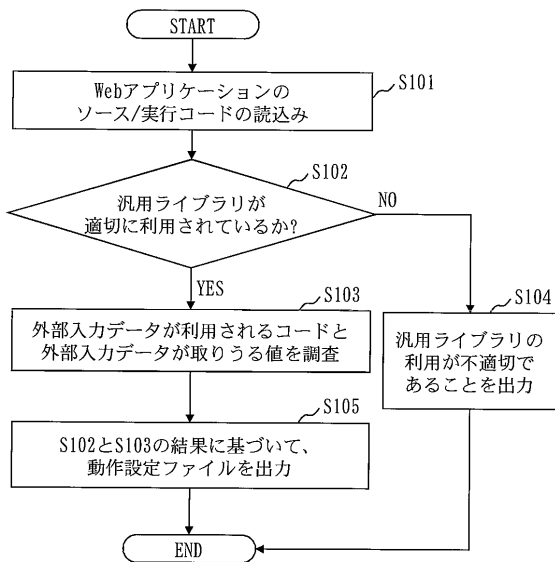 START
S101
Webアプリケーションの
ソース/実行コードの読込み
S102
汎用ライブラリが
適切に利用されているか?
NO
YES
S103
外部入力データが利用されるコードと
外部入力データが取りうる値を調査
S104
汎用ライブラリの
利用が不適切で
あることを出力
S105
S102とS103の結果に基づいて、
動作設定ファイルを出力
END